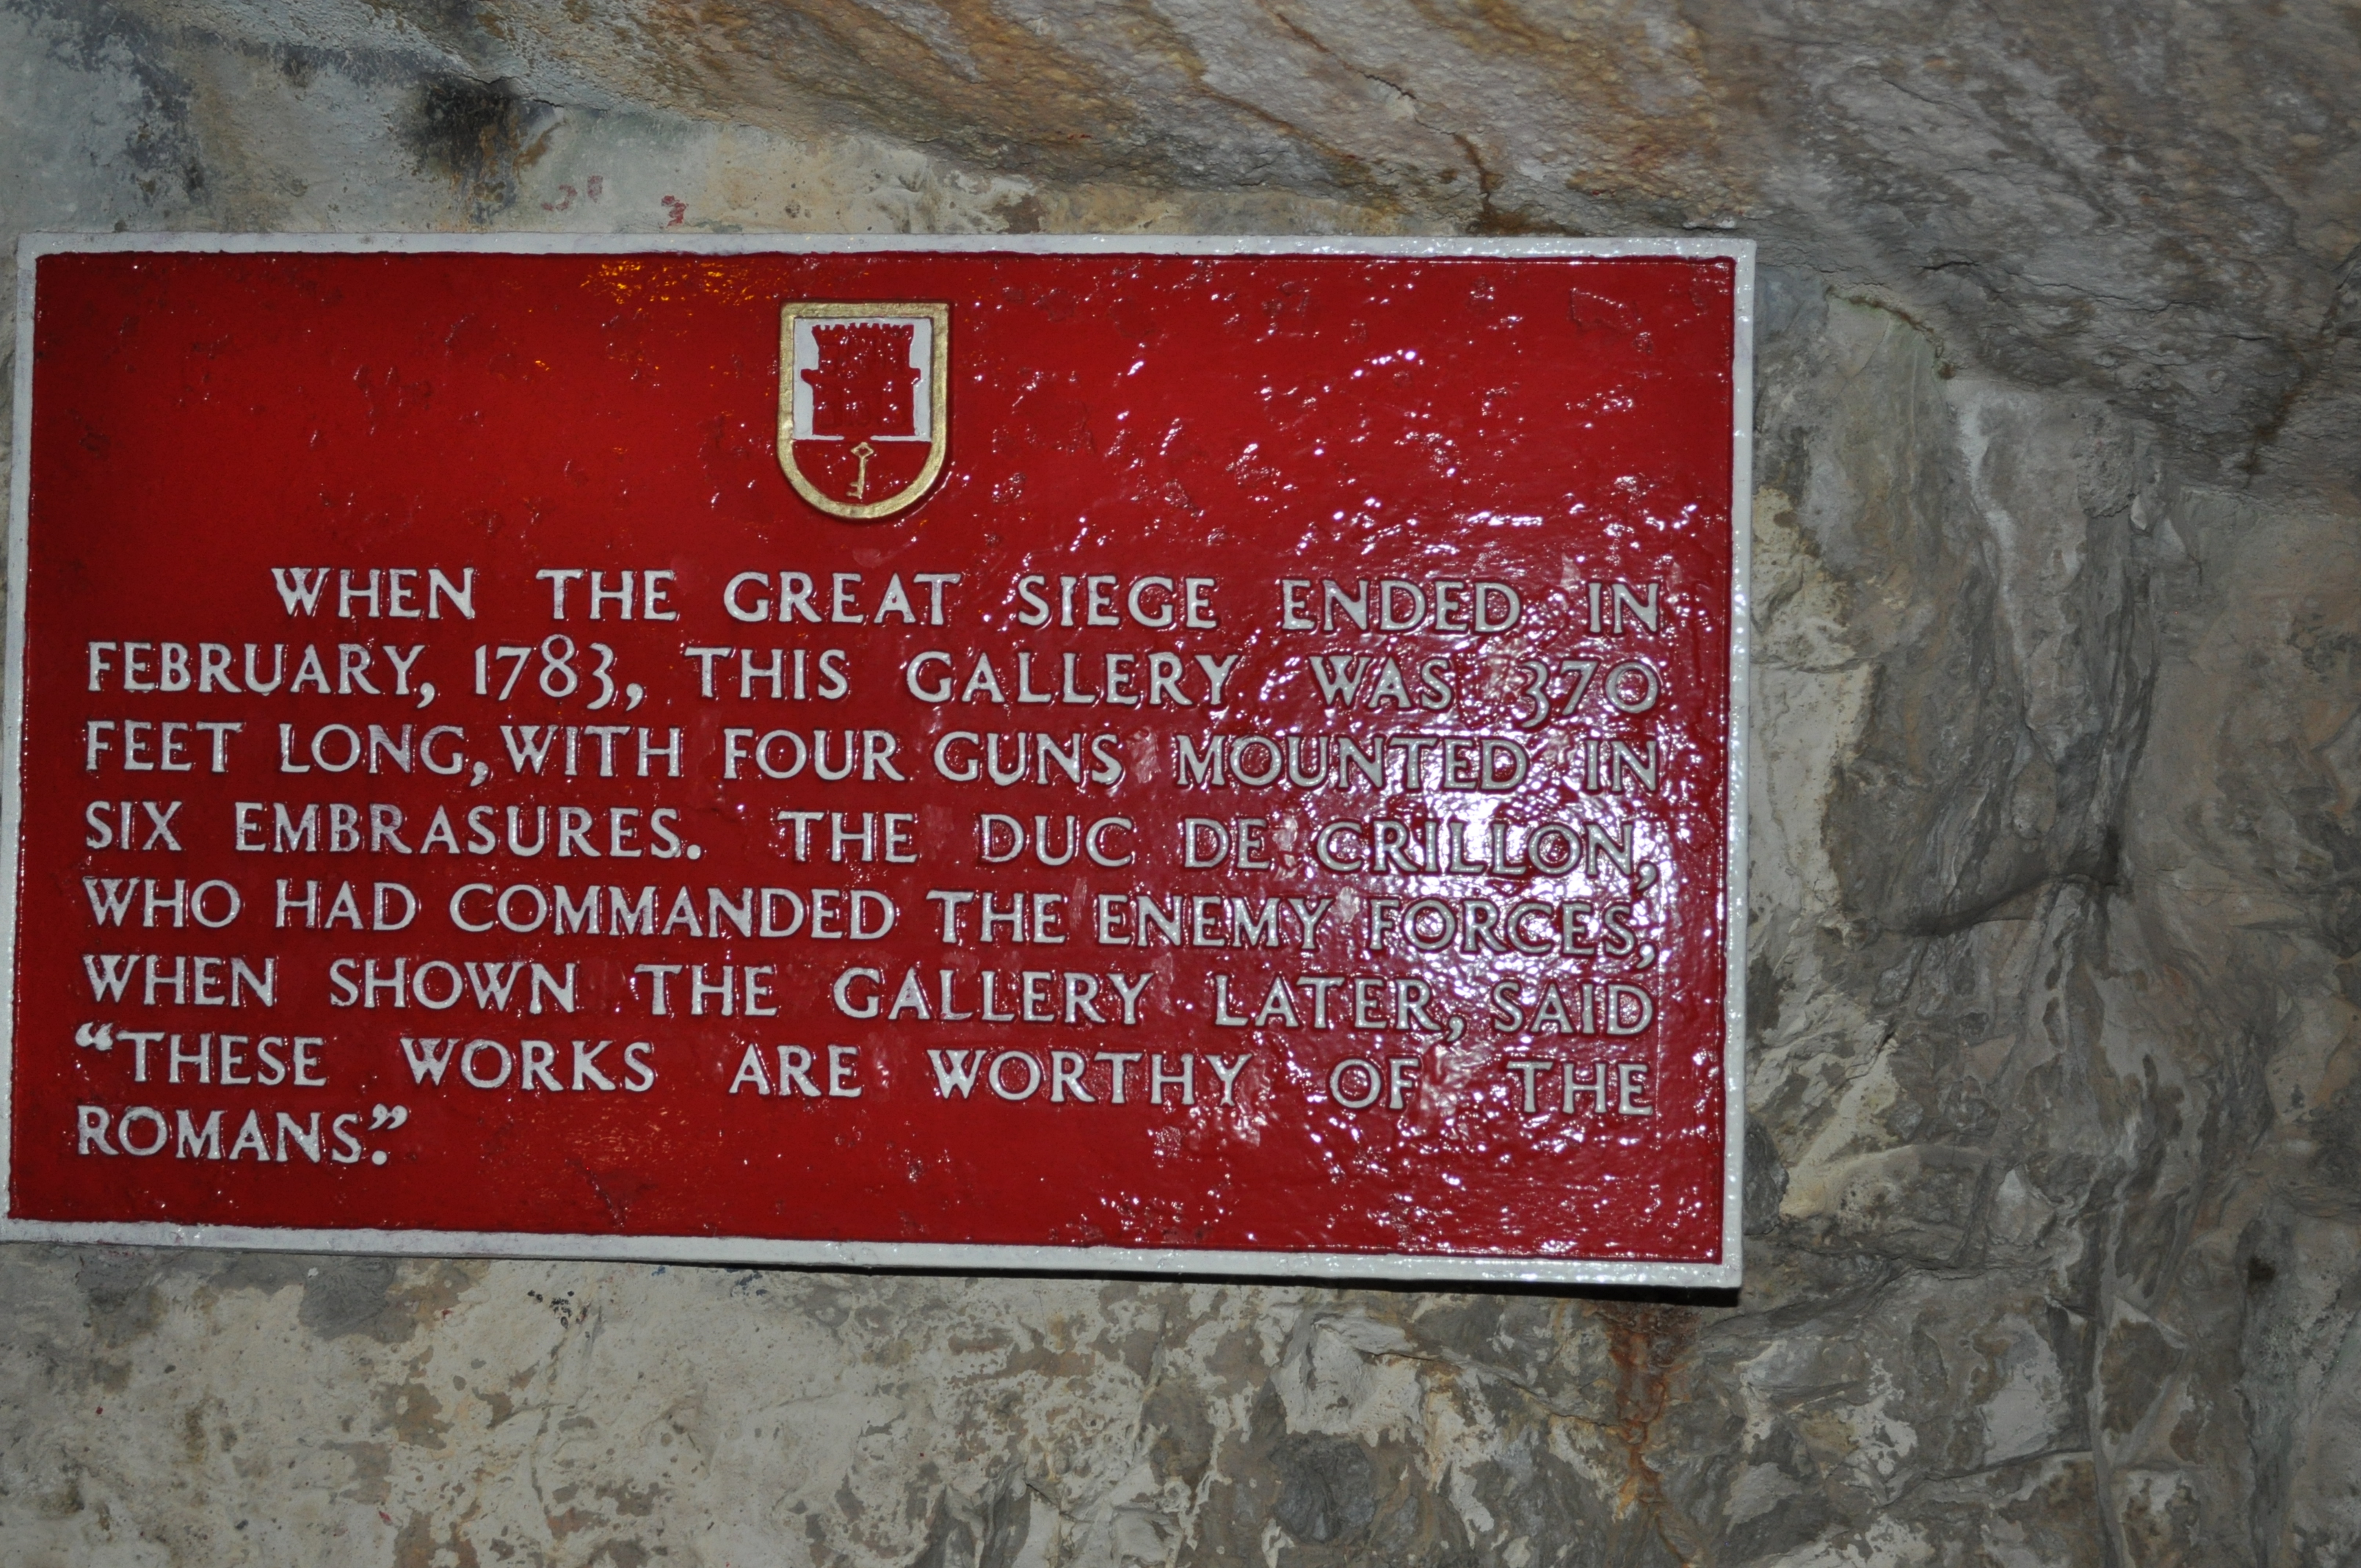 WHEN THE GREAT SIEGE ENDED IN
FEBRUARY, 1783, THIS GALLERY WAS 370
FEET LONG, WITH FOUR GUNS MOUNTED IN
SIX EMBRASURES. THE DUC DE CRILLON,
WHO HAD COMMANDED THE ENEMY FORCES,
WHEN SHOWN THE GALLERY LATER, SAID
“THESE WORKS ARE WORTHY OF THE
ROMANS.”